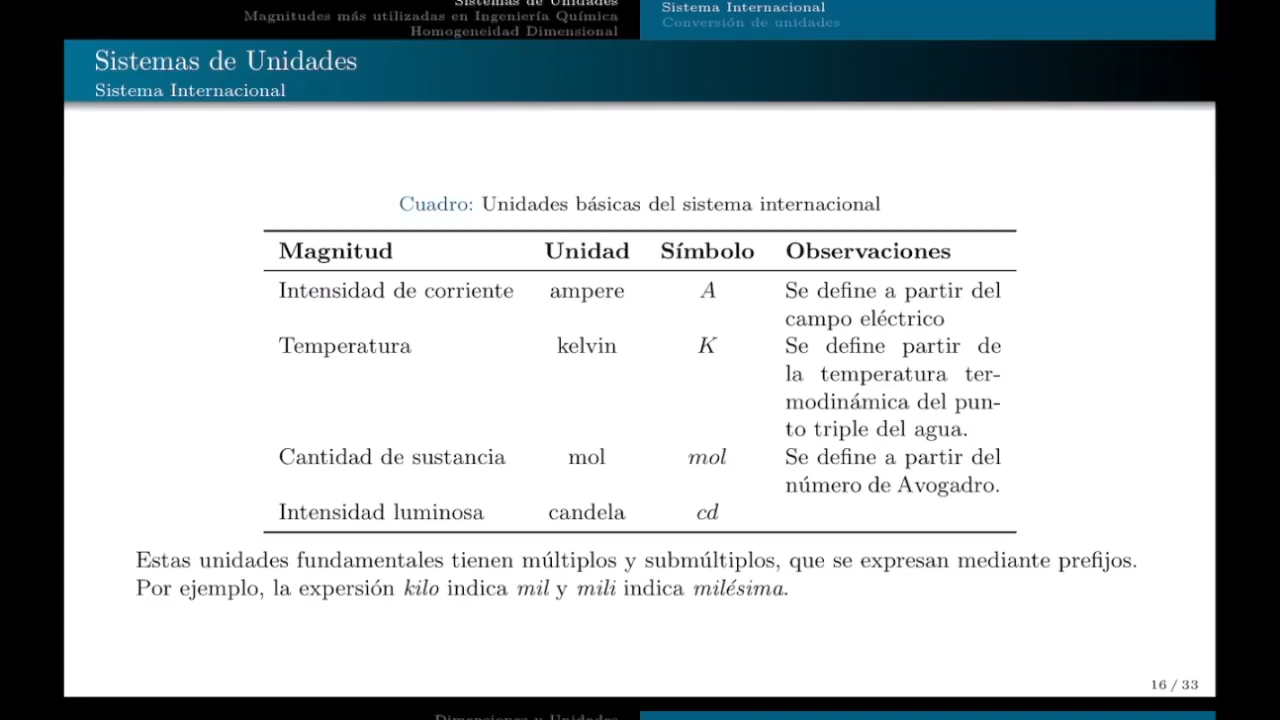 Sistemas de Unidades
Magnitudes más utilizadas en Ingeniería Química
Homogeneidad Dimensional
Sistema Internacional
Conversión de unidades
Sistemas de Unidades
Sistema Internacional
Cuadro: Unidades básicas del sistema internacional
Magnitud Unidad Símbolo Observaciones
Intensidad de corriente ampere A Se define a partir del
campo eléctrico
Temperatura kelvin K Se define partir de
la temperatura ter-
modinámica del pun-
to triple del agua.
Cantidad de sustancia mol mol Se define a partir del
número de Avogadro.
Intensidad luminosa candela cd
Estas unidades fundamentales tienen múltiplos y submúltiplos, que se expresan mediante prefijos.
Por ejemplo, la expersión kilo indica mil y mili indica milésima.
16 / 33
Dimensiones y Unidades